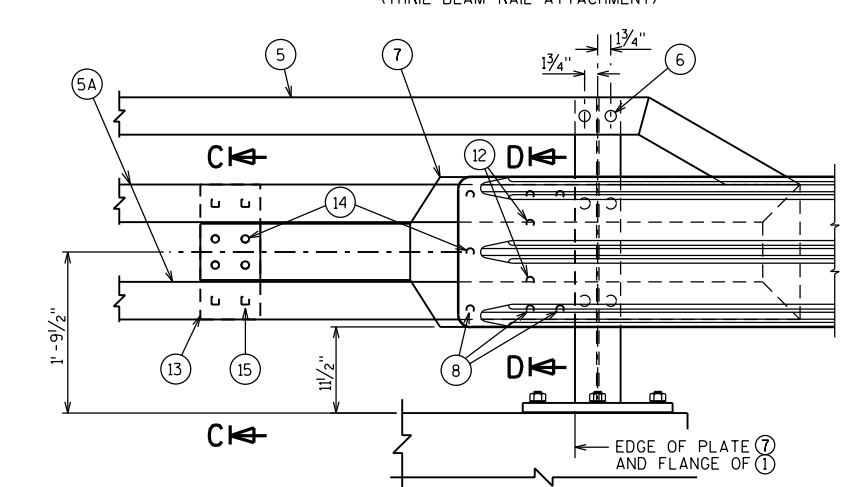 (THRIE BEAM RAIL ATTACHMENT)
1¾"
1¾"
5
7
6
5A
C
D
12
14
1'-9½"
11½"
13
15
8
D
C
EDGE OF PLATE 7
AND FLANGE OF 1